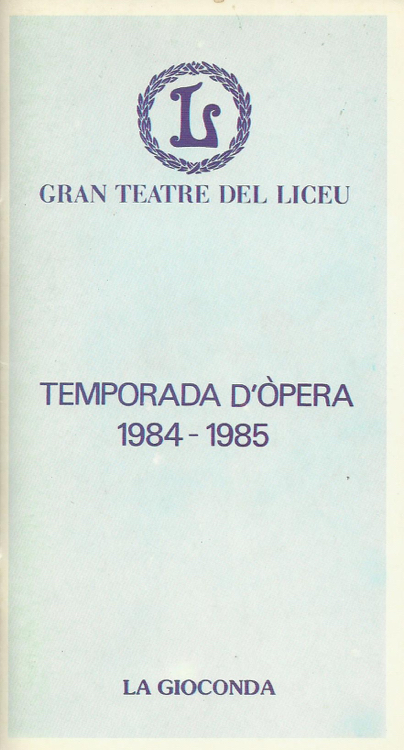 L
GRAN TEATRE DEL LICEU
TEMPORADA D'ÒPERA
1984 - 1985
LA GIOCONDA